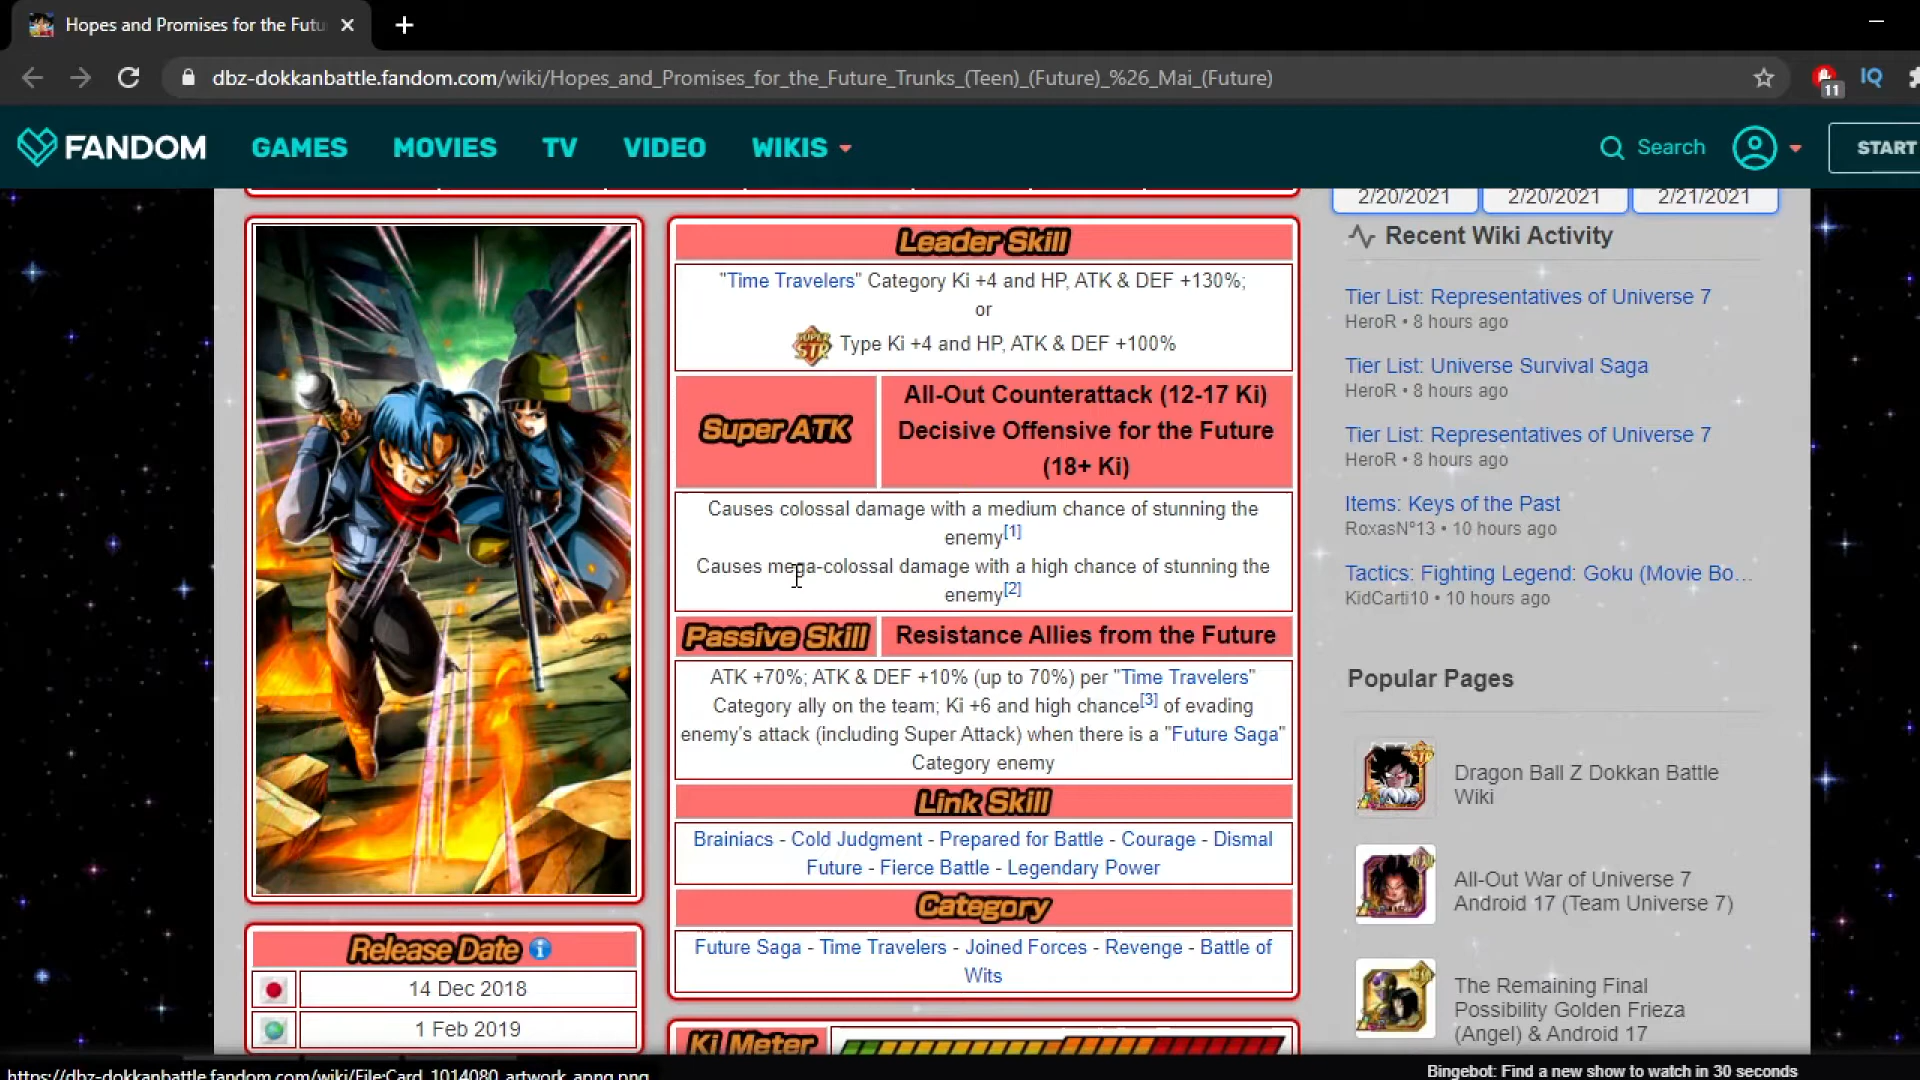 Hopes and Promises for the Futu
dbz-dokkanbattle.fandom.com/wiki/Hopes_and_Promises_for_the_Future_Trunks_(Teen)_(Future)_%26_Mai_(Future)
11
IQ
FANDOM
GAMES
MOVIES
TV
VIDEO
WIKIS
Search
START
Leader Skill
"Time Travelers" Category Ki +4 and HP, ATK & DEF +130%;
or
SUPER STR Type Ki +4 and HP, ATK & DEF +100%
Super ATK
All-Out Counterattack (12-17 Ki)
Decisive Offensive for the Future
(18+ Ki)
Causes colossal damage with a medium chance of stunning the
enemy[1]
Causes mega-colossal damage with a high chance of stunning the
enemy[2]
Passive Skill
Resistance Allies from the Future
ATK +70%; ATK & DEF +10% (up to 70%) per "Time Travelers"
Category ally on the team; Ki +6 and high chance[3] of evading
enemy's attack (including Super Attack) when there is a "Future Saga"
Category enemy
Link Skill
Brainiacs - Cold Judgment - Prepared for Battle - Courage - Dismal
Future - Fierce Battle - Legendary Power
Category
Future Saga - Time Travelers - Joined Forces - Revenge - Battle of
Wits
Ki Meter
Release Date
14 Dec 2018
1 Feb 2019
2/20/2021
2/20/2021
2/21/2021
Recent Wiki Activity
Tier List: Representatives of Universe 7
HeroR • 8 hours ago
Tier List: Universe Survival Saga
HeroR • 8 hours ago
Tier List: Representatives of Universe 7
HeroR • 8 hours ago
Items: Keys of the Past
RoxasNº13 • 10 hours ago
Tactics: Fighting Legend: Goku (Movie Bo...
KidCarti10 • 10 hours ago
Popular Pages
Dragon Ball Z Dokkan Battle
Wiki
All-Out War of Universe 7
Android 17 (Team Universe 7)
The Remaining Final
Possibility Golden Frieza
(Angel) & Android 17
https://dbz-dokkanbattle.fandom.com/wiki/File:Card_1014080_artwork_apng.png
Bingebot: Find a new show to watch in 30 seconds